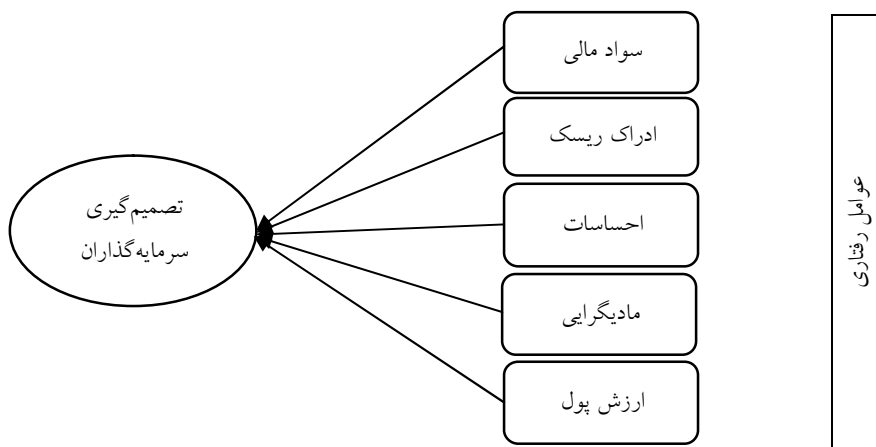 عوامل رفتاری
سواد مالی
ادراک ریسک
احساسات
مادیگرایی
ارزش پول
تصمیم‌گیری
سرمایه‌گذاران